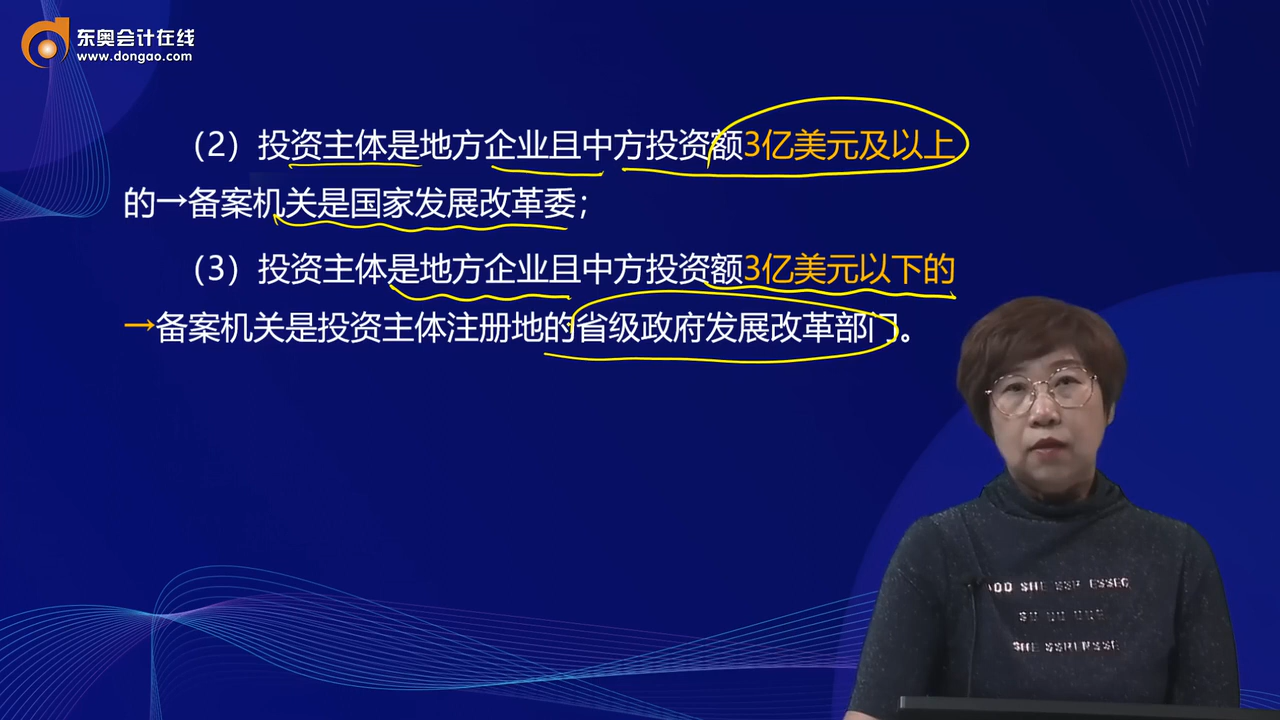 东奥会计在线
www.dongao.com
（2）投资主体是地方企业且中方投资额3亿美元及以上
的→备案机关是国家发展改革委；
（3）投资主体是地方企业且中方投资额3亿美元以下的
→备案机关是投资主体注册地的省级政府发展改革部门。